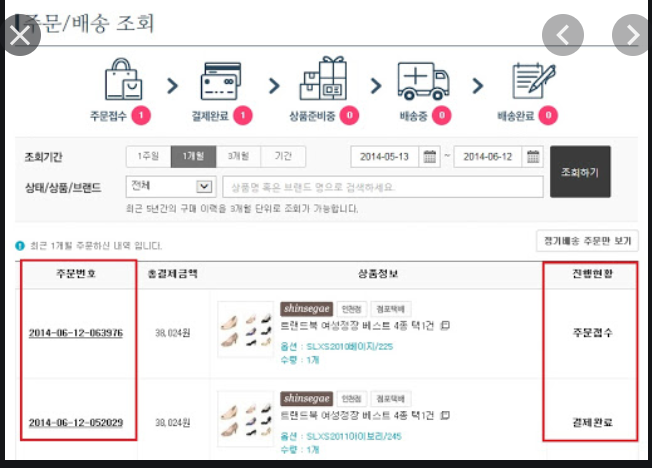 주문/배송 조회
주문접수 1 결제완료 1 상품준비중 0 배송중 0 배송완료 0
조회기간 1주일 1개월 3개월 기간 2014-05-13 ~ 2014-06-12 조회하기
상태/상품/브랜드 전체 상품명 혹은 브랜드 명으로 검색하세요.
최근 5년간의 구매 이력을 3개월 단위로 조회가 가능합니다.
최근 1개월 주문하신 내역 입니다. 정기배송 주문만 보기
주문번호 총결제금액 상품정보 진행현황
shinsegae 인천점 점포택배
2014-06-12-063976 38,024원 트랜드북 여성정장 베스트 4종 택1건 주문접수
옵션 : SLXS2010베이지/225
수량 : 1개
shinsegae 인천점 점포택배
2014-06-12-052029 38,024원 트랜드북 여성정장 베스트 4종 택1건 결제완료
옵션 : SLXS2011아이보리/245
수량 : 1개